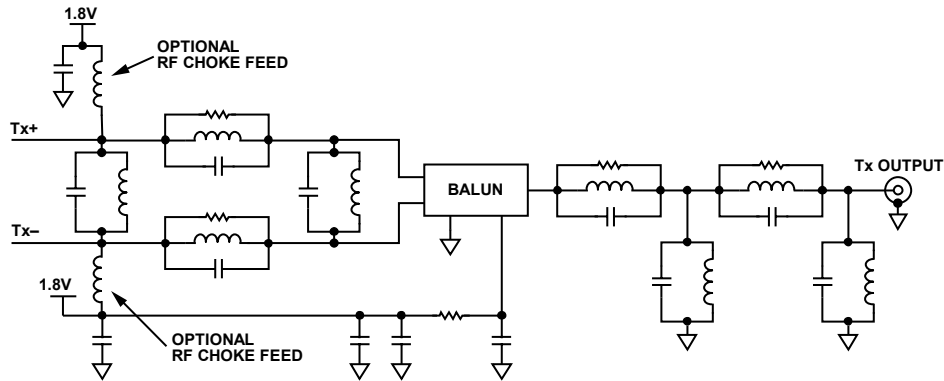 1.8V
OPTIONAL
RF CHOKE FEED
Tx+
Tx OUTPUT
BALUN
Tx–
1.8V
OPTIONAL
RF CHOKE FEED